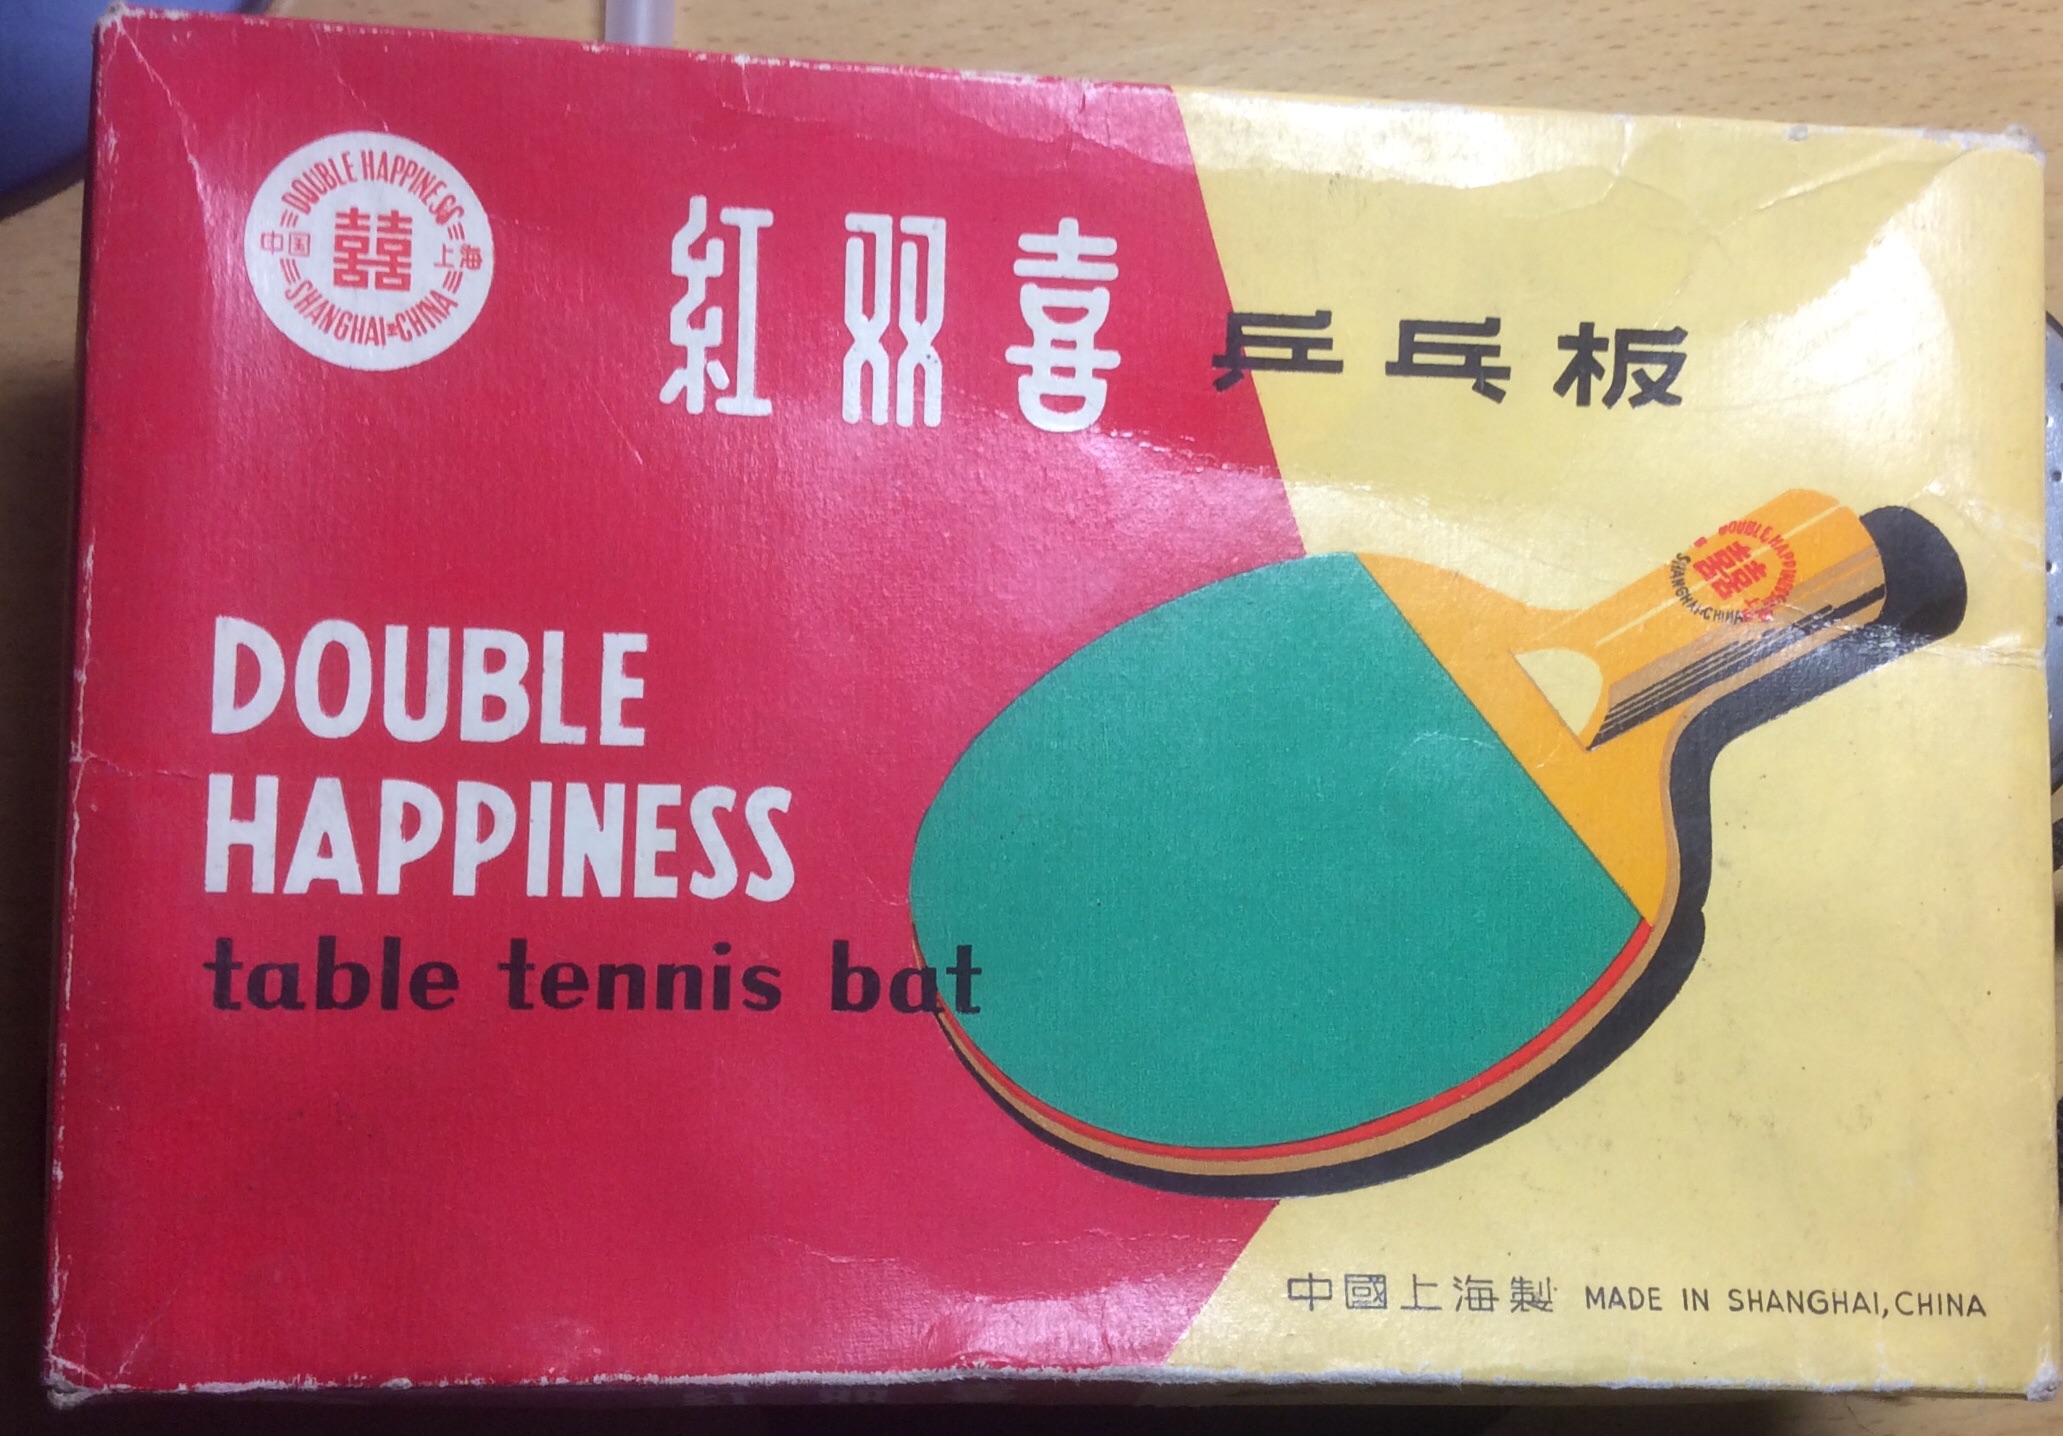 DOUBLE HAPPINESS
中国 囍 上海
SHANGHAI-CHINA
紅双喜 乒乓板
DOUBLE HAPPINESS
囍
SHANGHAI-CHINA
DOUBLE
HAPPINESS
table tennis bat
中國上海製 MADE IN SHANGHAI, CHINA